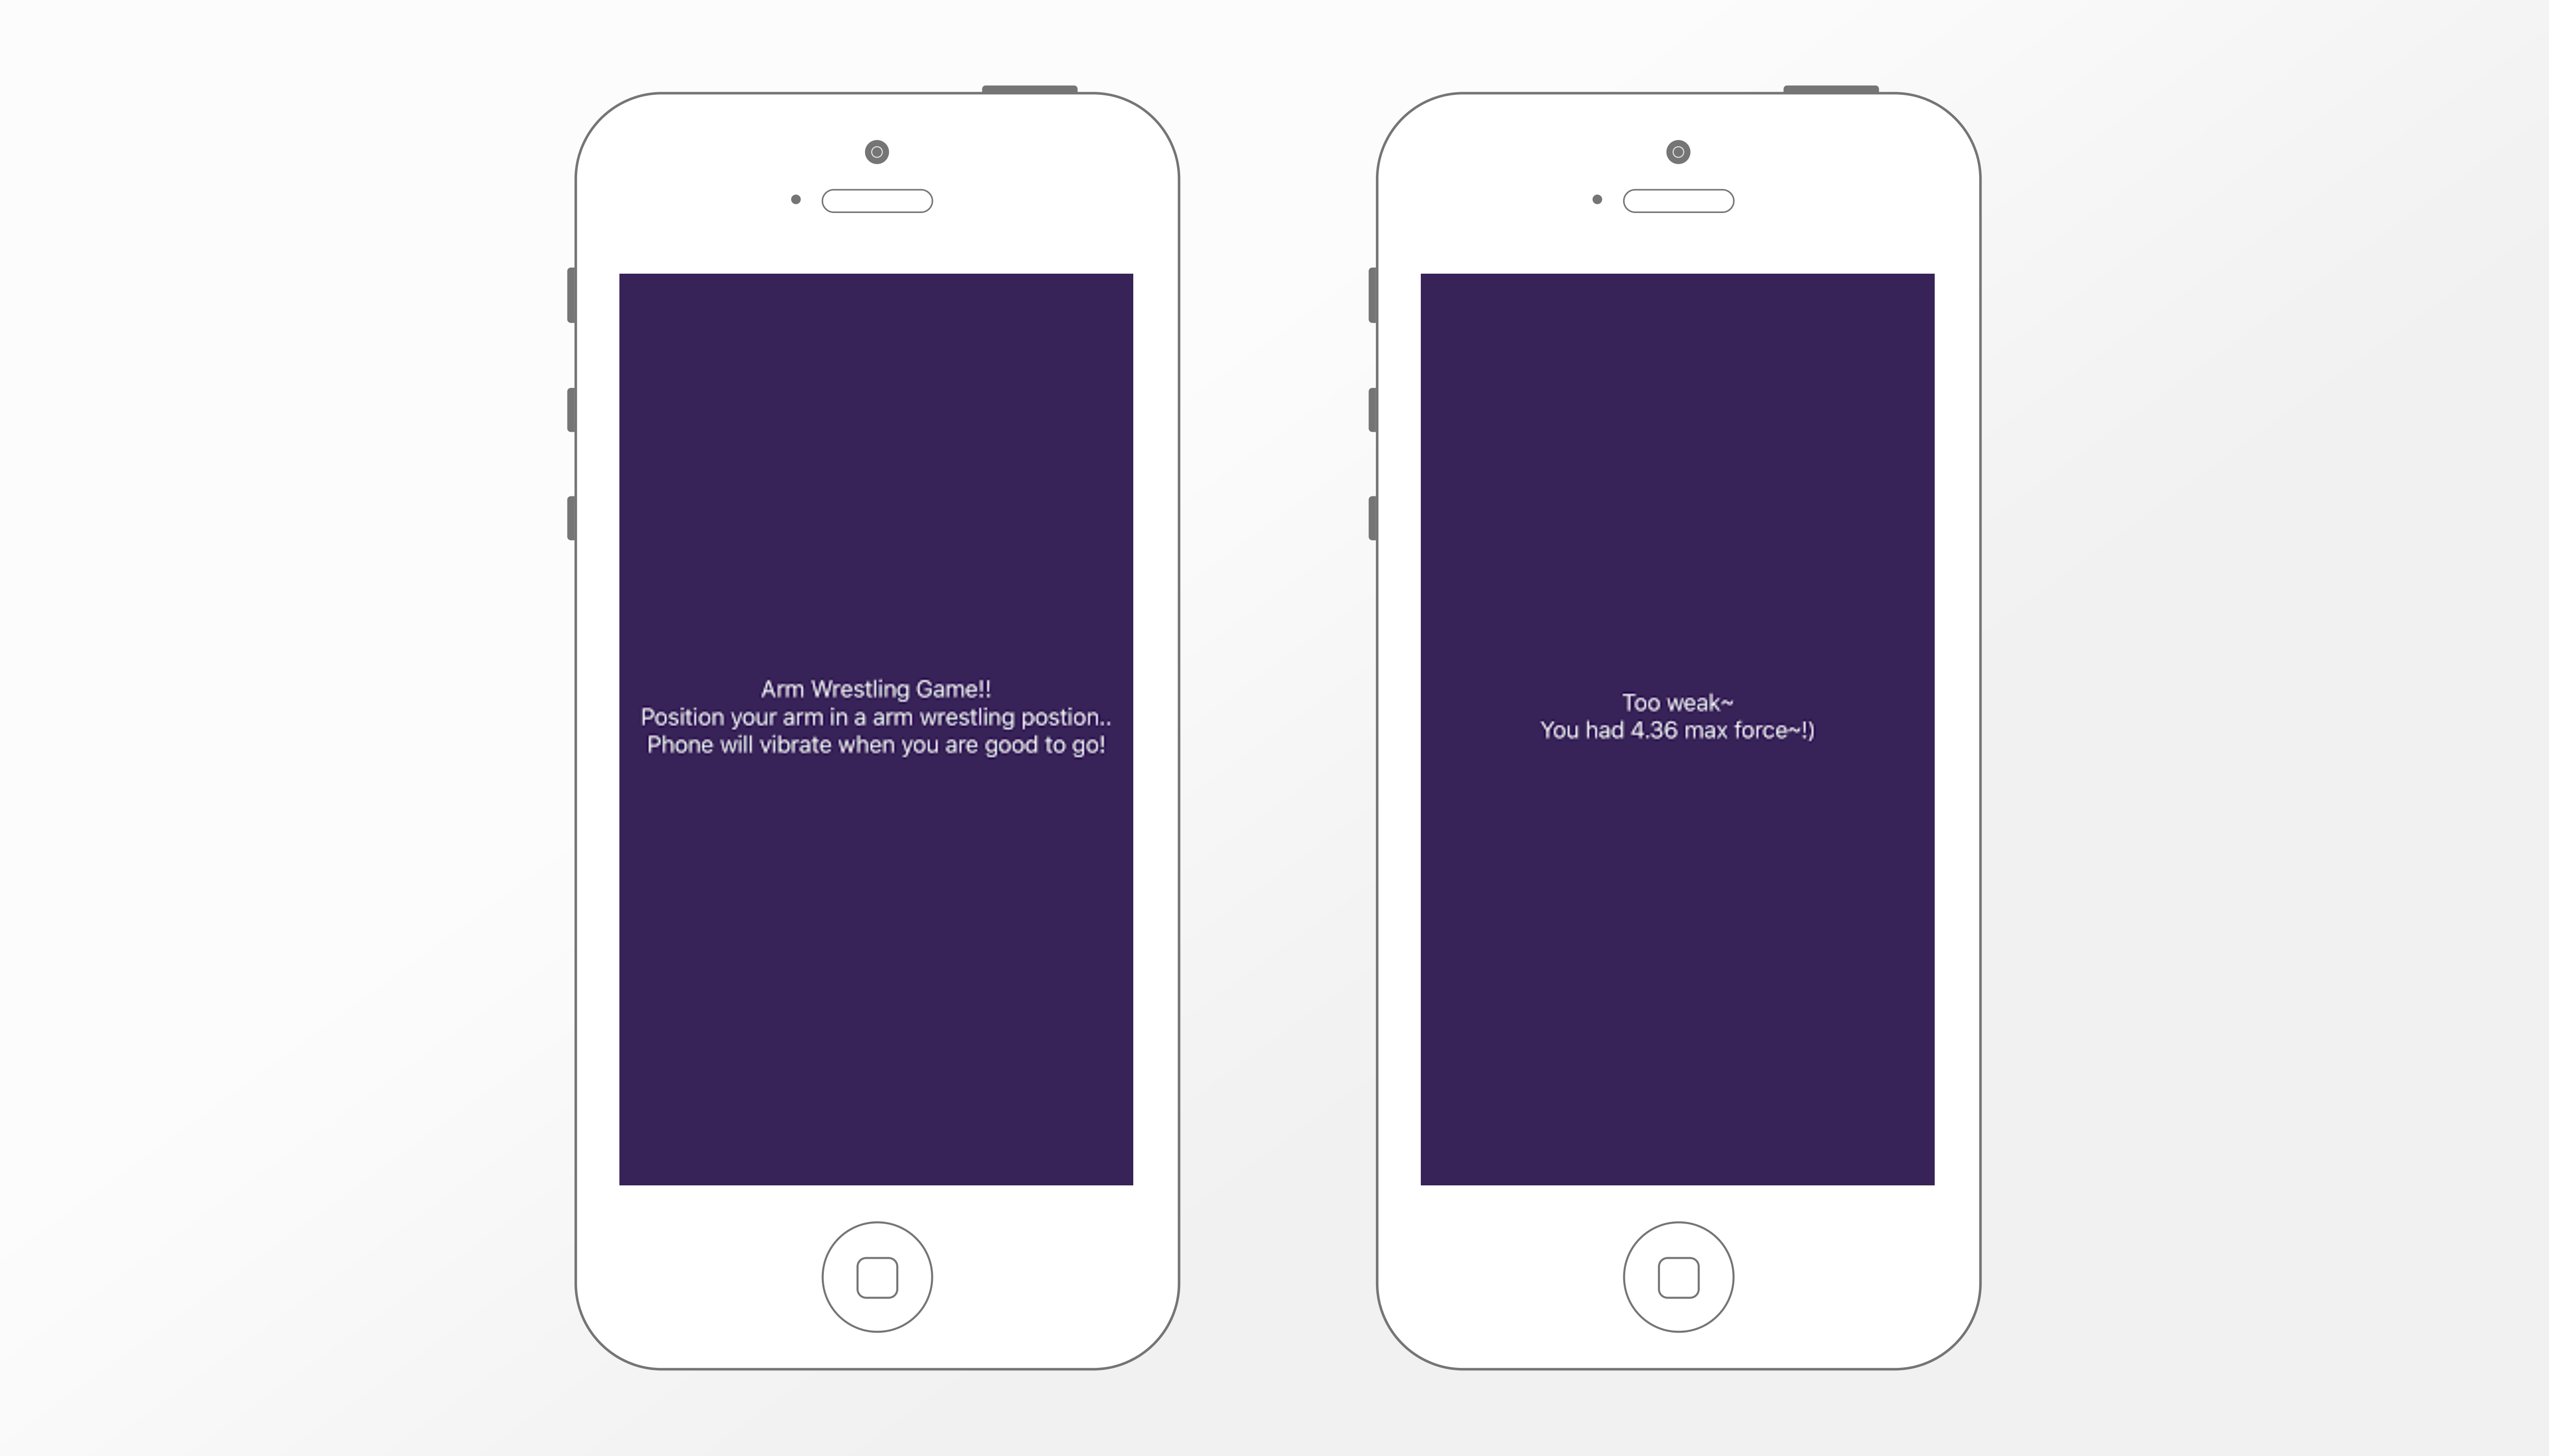 Arm Wrestling Game!!
Position your arm in a arm wrestling postion..
Phone will vibrate when you are good to go!
Too weak~
You had 4.36 max force~!)